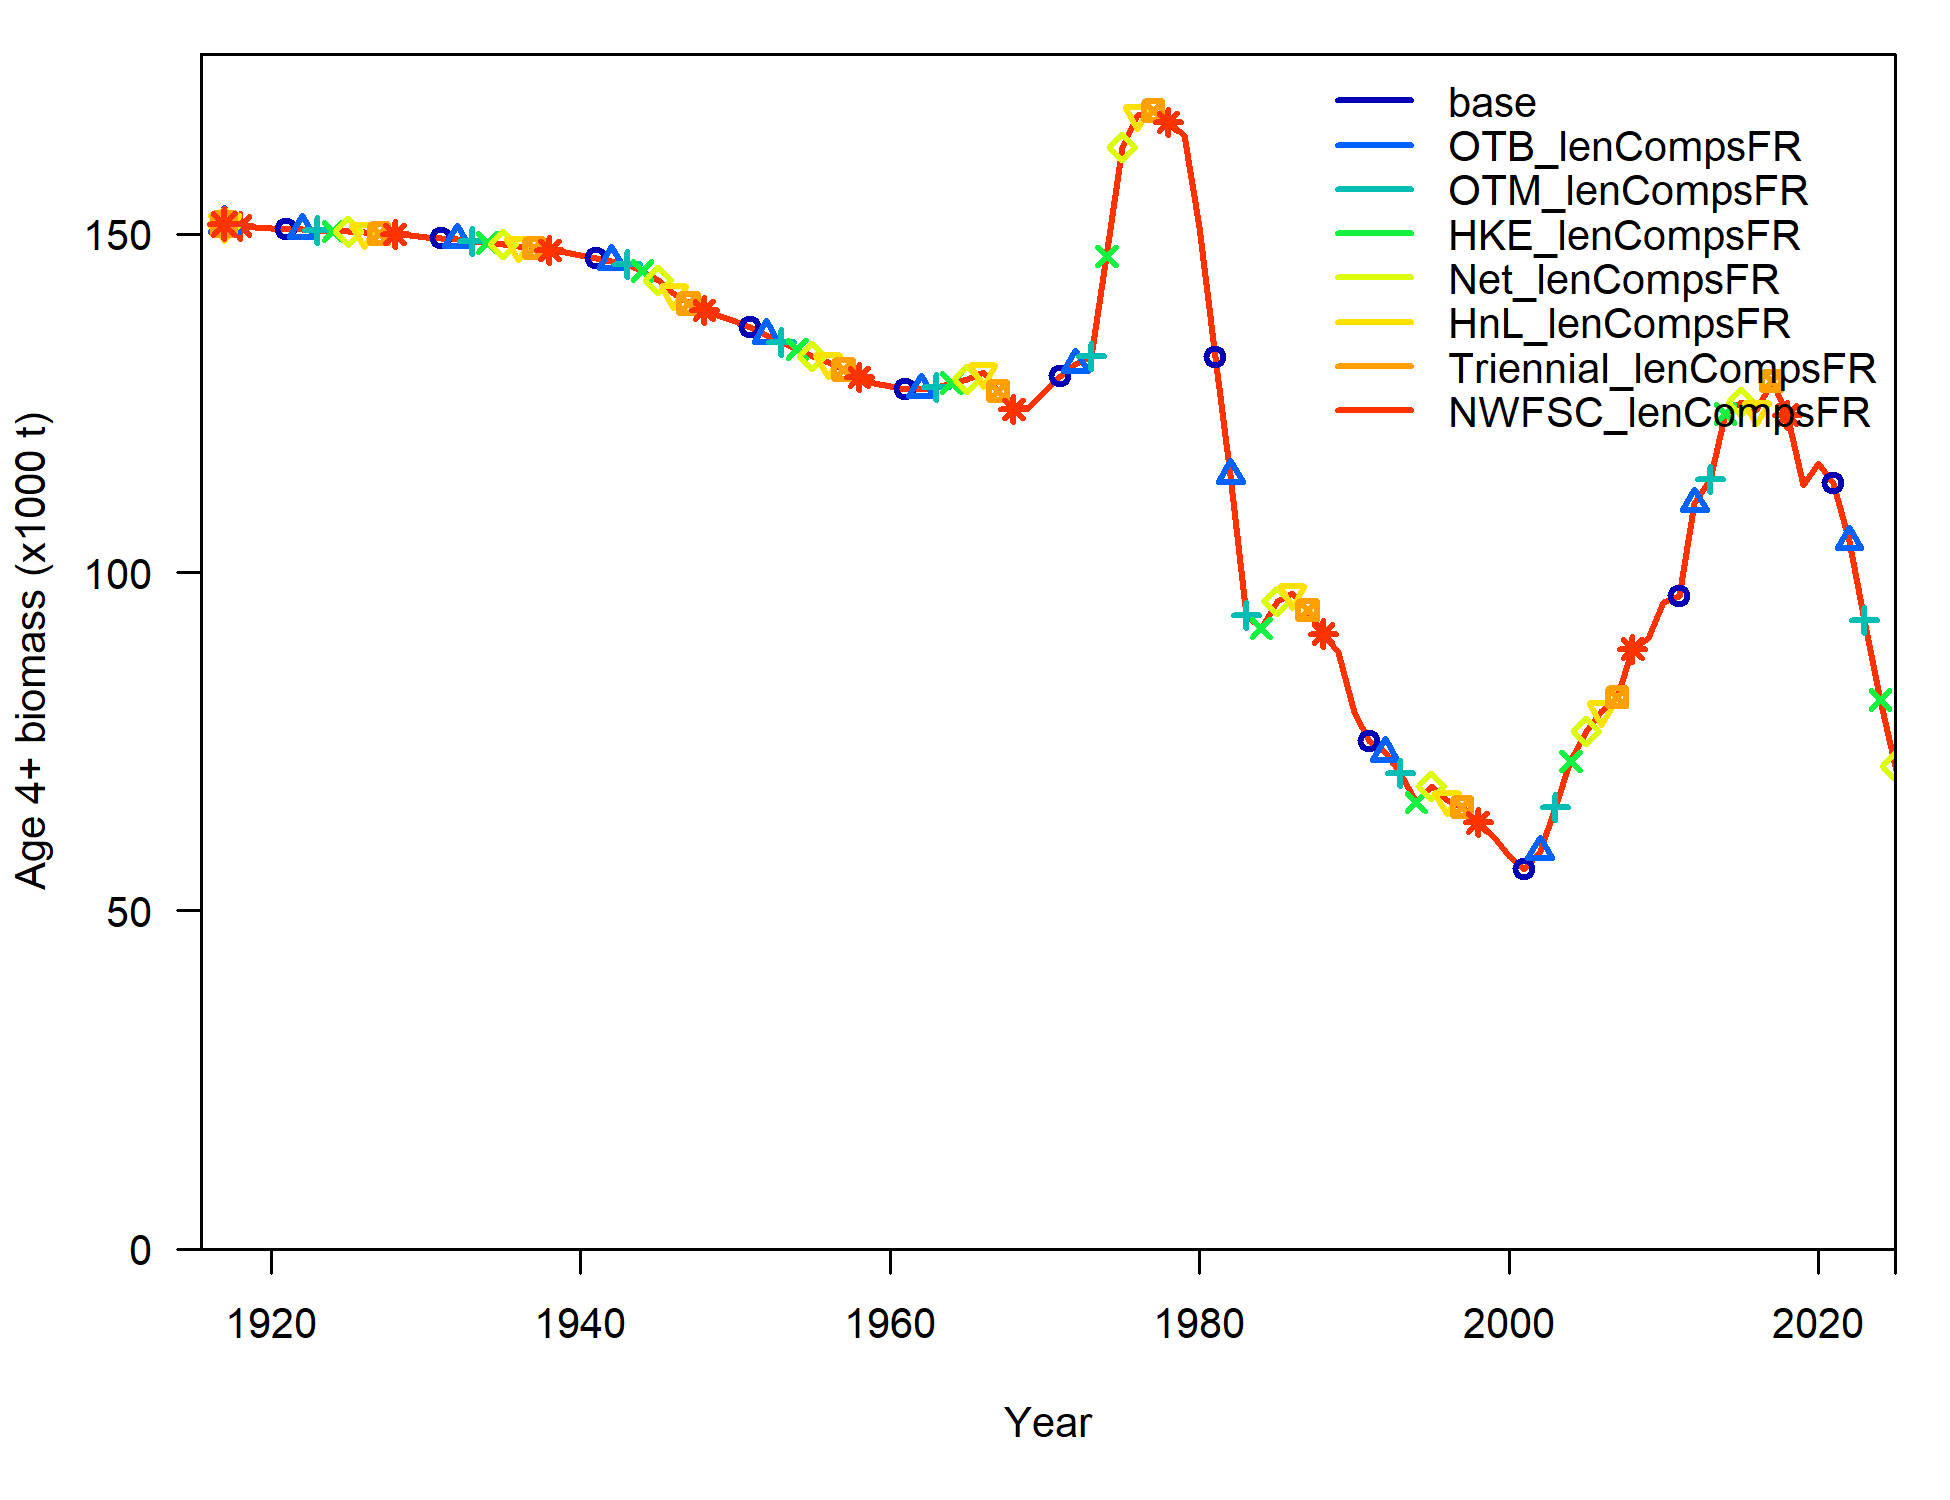 base
OTB_lenCompsFR
OTM_lenCompsFR
HKE_lenCompsFR
Net_lenCompsFR
HnL_lenCompsFR
Triennial_lenCompsFR
NWFSC_lenCompsFR
Age 4+ biomass (x1000 t)
150
100
50
0
1920 1940 1960 1980 2000 2020
Year